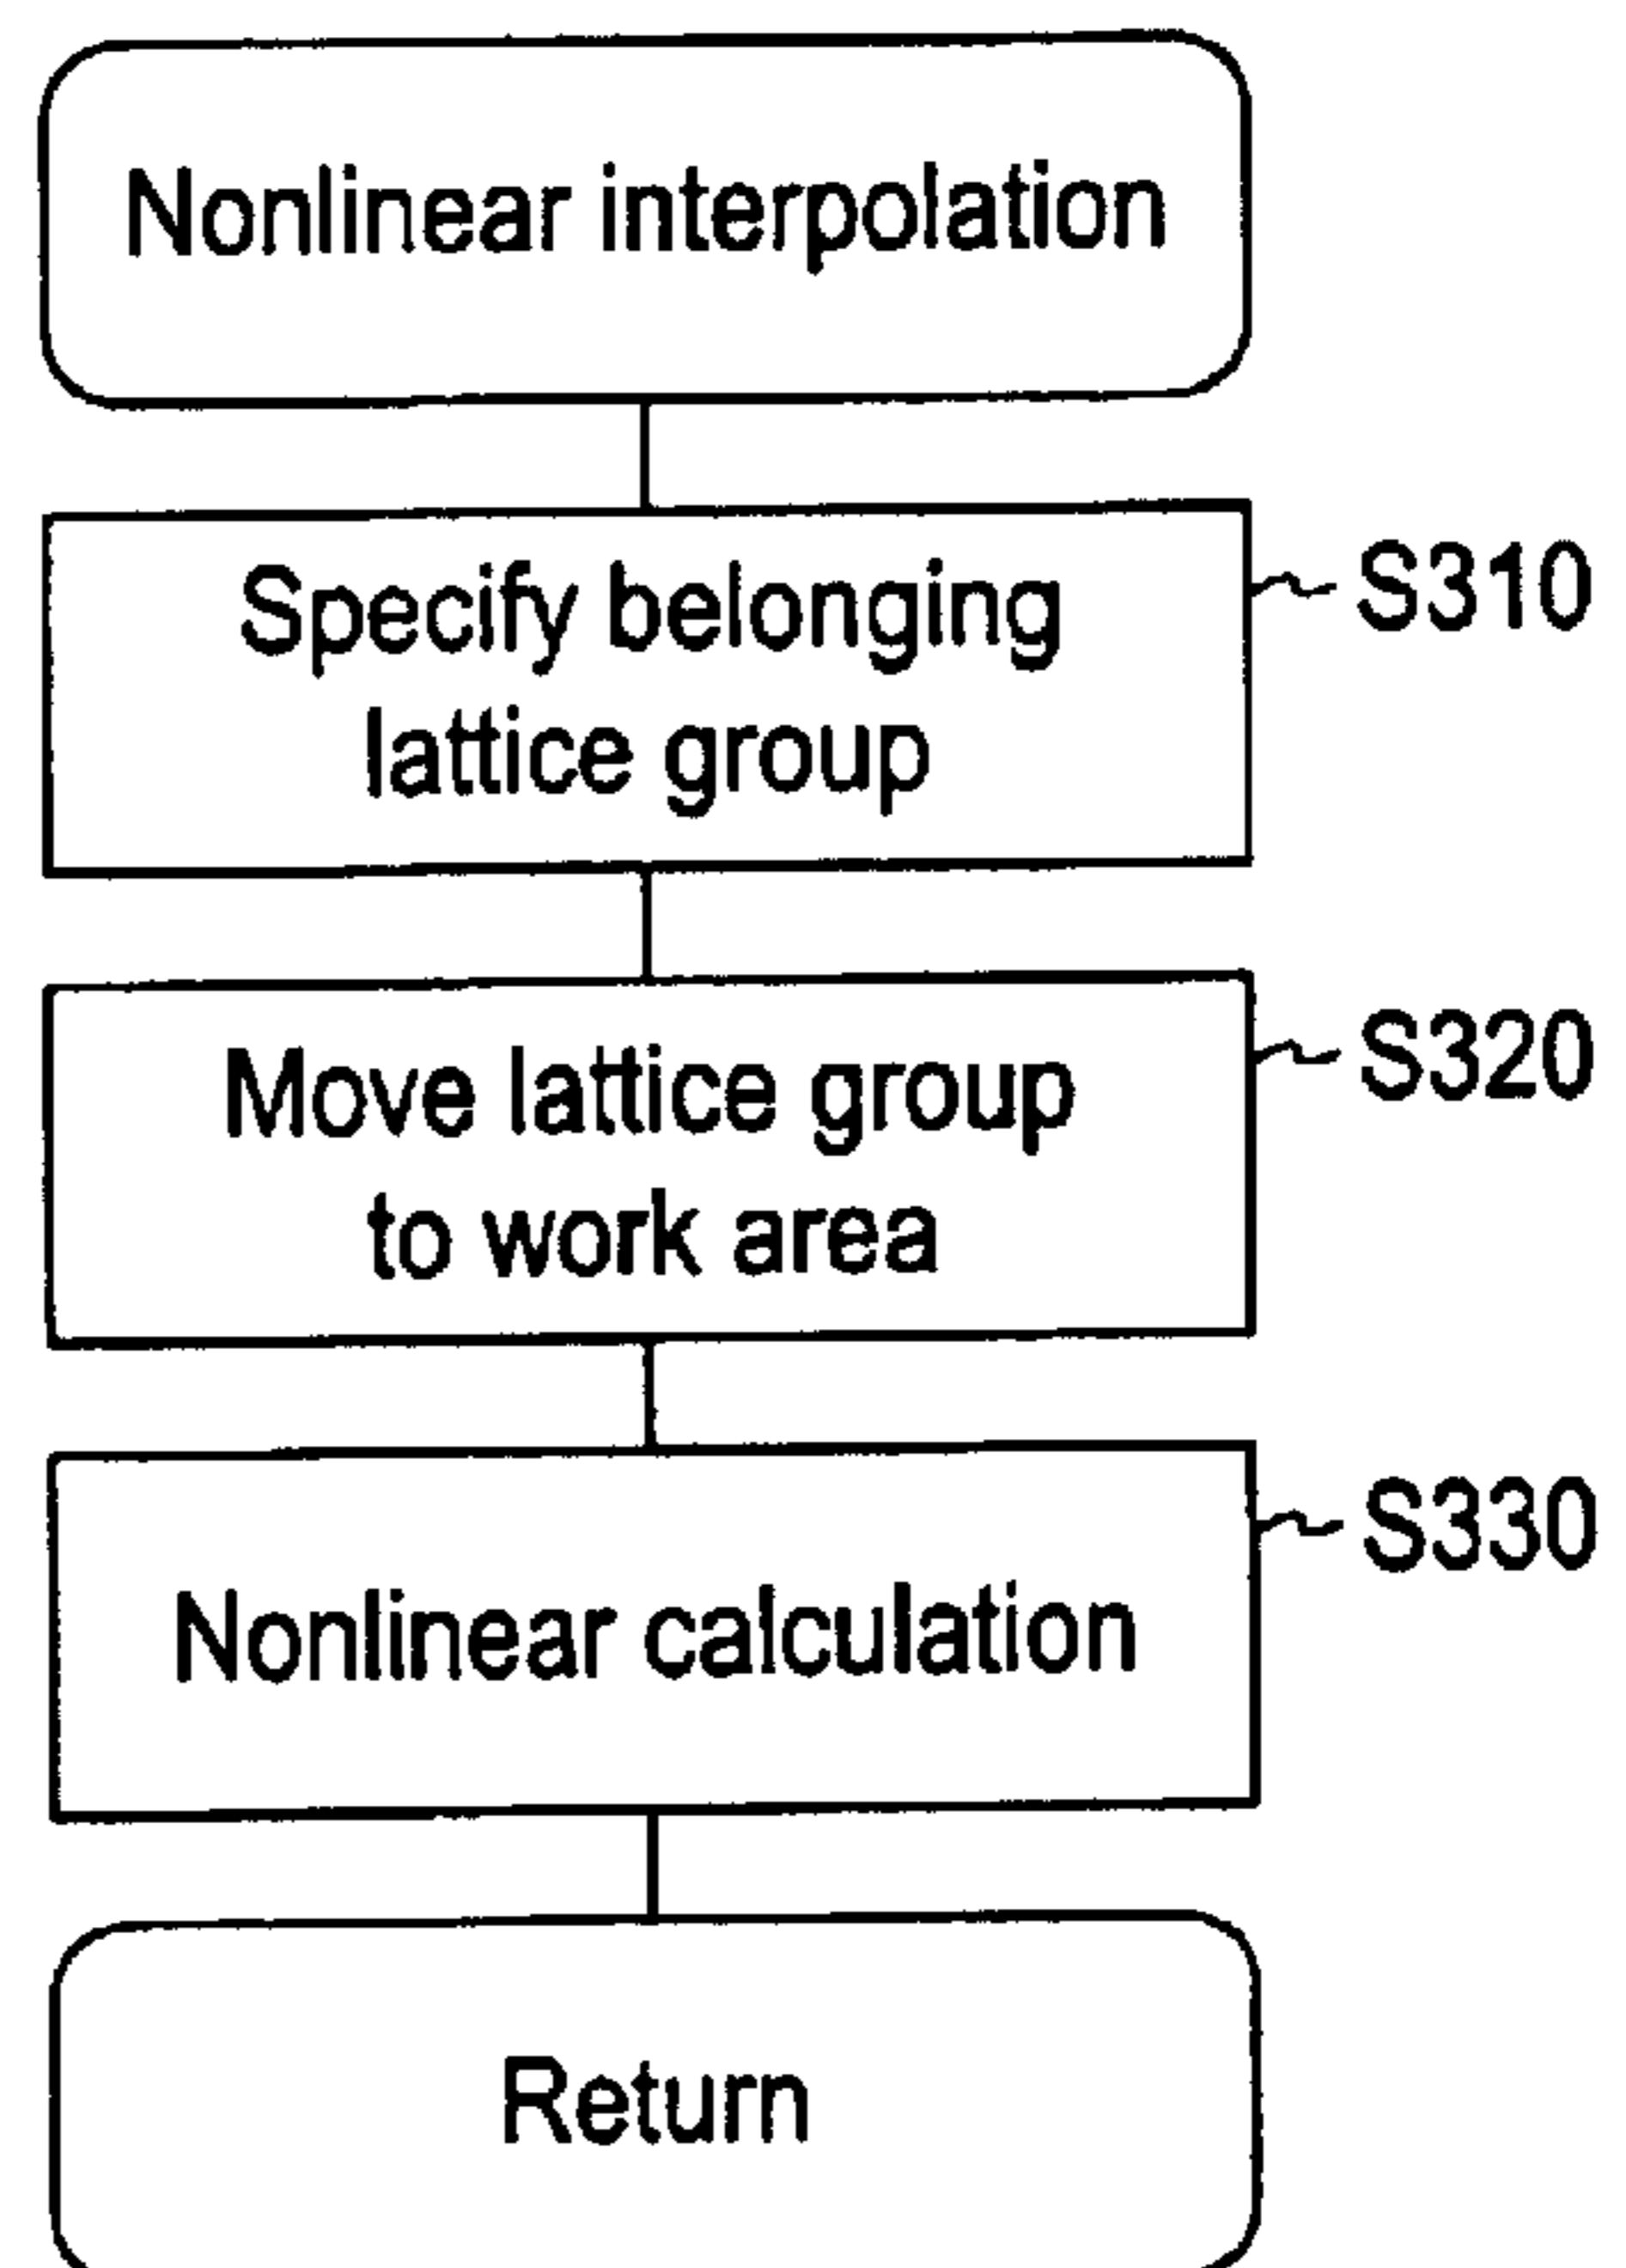 Nonlinear interpolation
Specify belonging
lattice group
S310
Move lattice group
to work area
S320
Nonlinear calculation
S330
Return